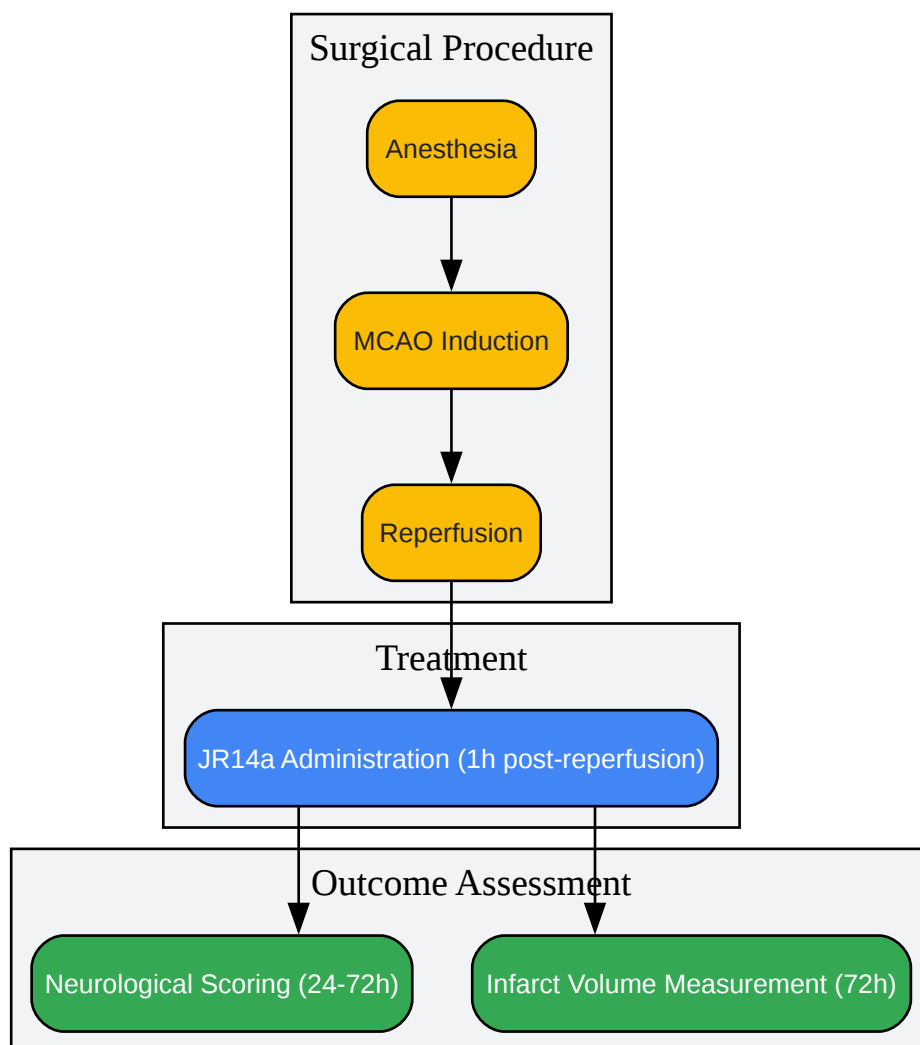 Surgical Procedure
Anesthesia
MCAO Induction
Reperfusion
Treatment
JR14a Administration (1h post-reperfusion)
Outcome Assessment
Neurological Scoring (24-72h)
Infarct Volume Measurement (72h)